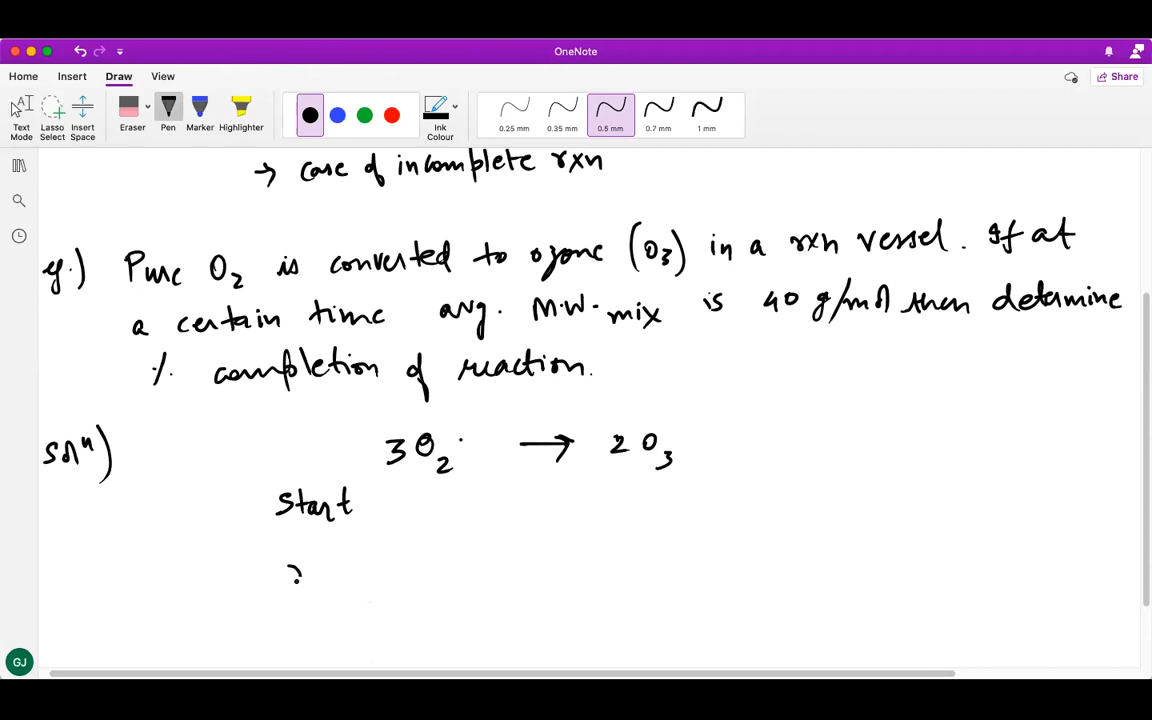 OneNote
Home Insert Draw View Share
Text Mode Lasso Select Insert Space Eraser Pen Marker Highlighter Ink Colour 0.25 mm 0.35 mm 0.5 mm 0.7 mm 1 mm
→ case of incomplete rxn
eg.) Pure O2 is converted to ozone (O3) in a rxn vessel. If at
a certain time avg. M.W.mix is 40 g/mol then determine
% completion of reaction.
solⁿ) 3O2 → 2O3
Start
GJ